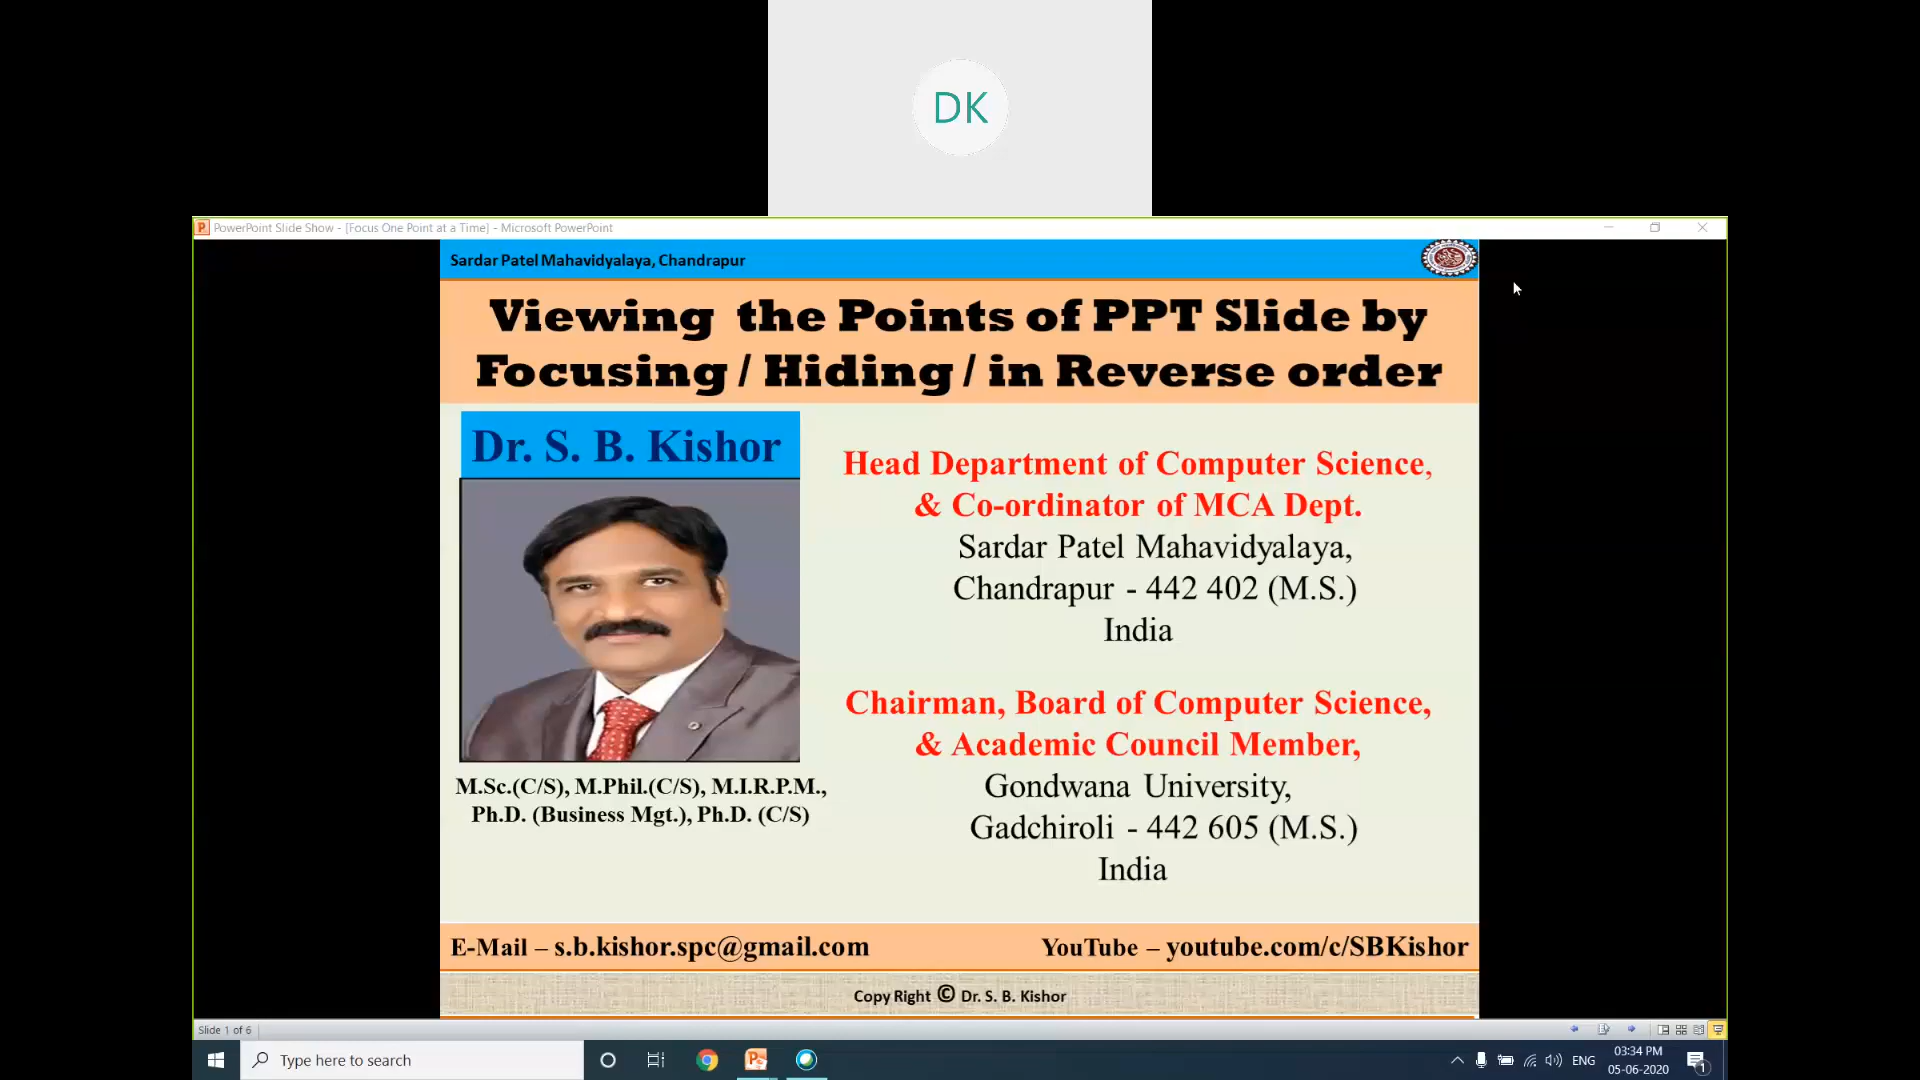 DK
PowerPoint Slide Show - [Focus One Point at a Time] - Microsoft PowerPoint
Sardar Patel Mahavidyalaya, Chandrapur
Viewing the Points of PPT Slide by
Focusing / Hiding / in Reverse order
Dr. S. B. Kishor
M.Sc.(C/S), M.Phil.(C/S), M.I.R.P.M.,
Ph.D. (Business Mgt.), Ph.D. (C/S)
Head Department of Computer Science,
& Co-ordinator of MCA Dept.
Sardar Patel Mahavidyalaya,
Chandrapur - 442 402 (M.S.)
India
Chairman, Board of Computer Science,
& Academic Council Member,
Gondwana University,
Gadchiroli - 442 605 (M.S.)
India
E-Mail – s.b.kishor.spc@gmail.com
YouTube – youtube.com/c/SBKishor
Copy Right © Dr. S. B. Kishor
Slide 1 of 6
Type here to search
ENG
03:34 PM
05-06-2020
1